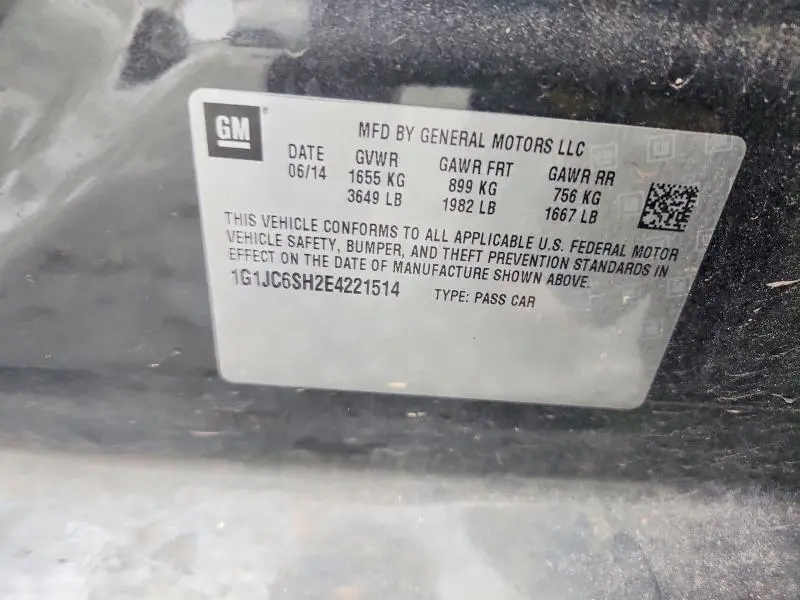 GM
MFD BY GENERAL MOTORS LLC
DATE GVWR GAWR FRT GAWR RR
06/14 1655 KG 899 KG 756 KG
3649 LB 1982 LB 1667 LB
THIS VEHICLE CONFORMS TO ALL APPLICABLE U.S. FEDERAL MOTOR
VEHICLE SAFETY, BUMPER, AND THEFT PREVENTION STANDARDS IN
EFFECT ON THE DATE OF MANUFACTURE SHOWN ABOVE.
1G1JC6SH2E4221514 TYPE: PASS CAR